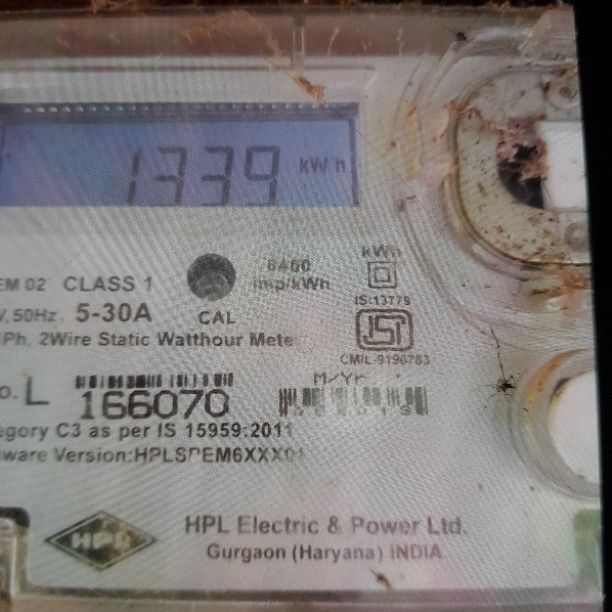 1339 kWh
kWh
6400
imp/kWh
EM 02 CLASS 1
IS:13779
V, 50Hz. 5-30A
CAL
ISI
Ph, 2Wire Static Watthour Mete
CM/L-9190783
M/Yr
o. L 166070
egory C3 as per IS 15959:2011
ware Version:
HPL
HPL Electric & Power Ltd.
Gurgaon (Haryana) INDIA